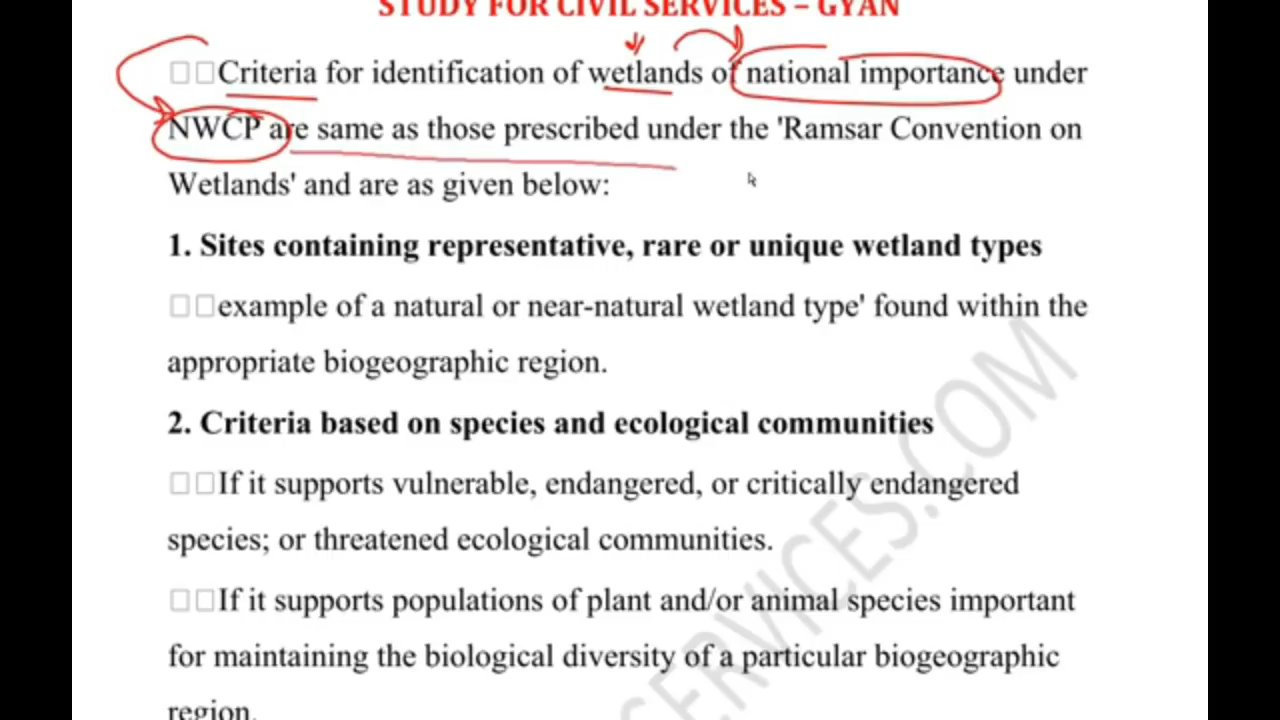 STUDY FOR CIVIL SERVICES – GYAN
Criteria for identification of wetlands of national importance under
NWCP are same as those prescribed under the 'Ramsar Convention on
Wetlands' and are as given below:
1. Sites containing representative, rare or unique wetland types
example of a natural or near-natural wetland type' found within the
appropriate biogeographic region.
2. Criteria based on species and ecological communities
If it supports vulnerable, endangered, or critically endangered
species; or threatened ecological communities.
If it supports populations of plant and/or animal species important
for maintaining the biological diversity of a particular biogeographic
region.
SERVICES.COM